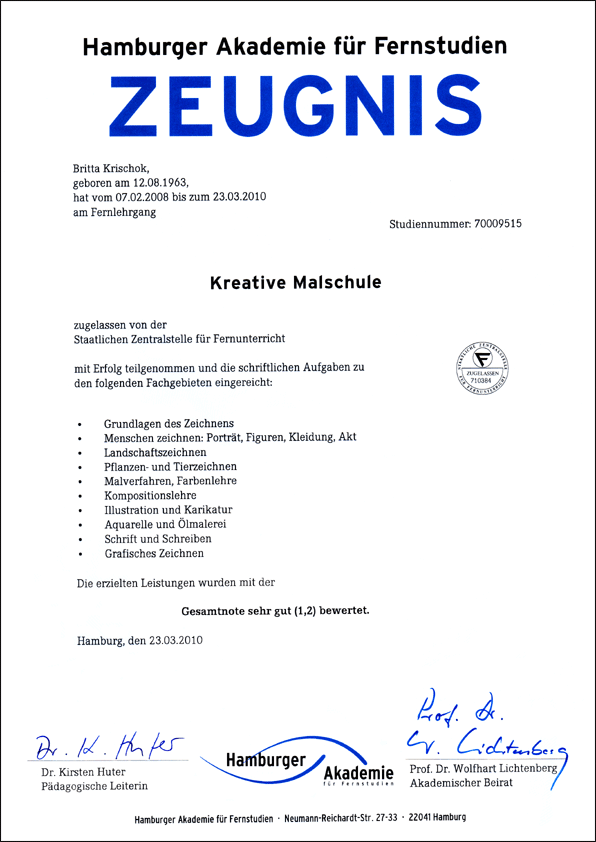 Hamburger Akademie für Fernstudien
ZEUGNIS
Britta Krischok,
geboren am 12.08.1963,
hat vom 07.02.2008 bis zum 23.03.2010
am Fernlehrgang
Studiennummer: 70009515
Kreative Malschule
zugelassen von der
Staatlichen Zentralstelle für Fernunterricht
mit Erfolg teilgenommen und die schriftlichen Aufgaben zu
den folgenden Fachgebieten eingereicht:
STAATLICHE ZENTRALSTELLE
ZUGELASSEN
710384
FÜR FERNUNTERRICHT
• Grundlagen des Zeichnens
• Menschen zeichnen: Porträt, Figuren, Kleidung, Akt
• Landschaftszeichnen
• Pflanzen- und Tierzeichnen
• Malverfahren, Farbenlehre
• Kompositionslehre
• Illustration und Karikatur
• Aquarelle und Ölmalerei
• Schrift und Schreiben
• Grafisches Zeichnen
Die erzielten Leistungen wurden mit der
Gesamtnote sehr gut (1,2) bewertet.
Hamburg, den 23.03.2010
Dr. K. Huter
Prof. Dr.
W. Lichtenberg
Dr. Kirsten Huter
Pädagogische Leiterin
Hamburger
Akademie
für Fernstudien
Prof. Dr. Wolfhart Lichtenberg
Akademischer Beirat
Hamburger Akademie für Fernstudien · Neumann-Reichardt-Str. 27-33 · 22041 Hamburg